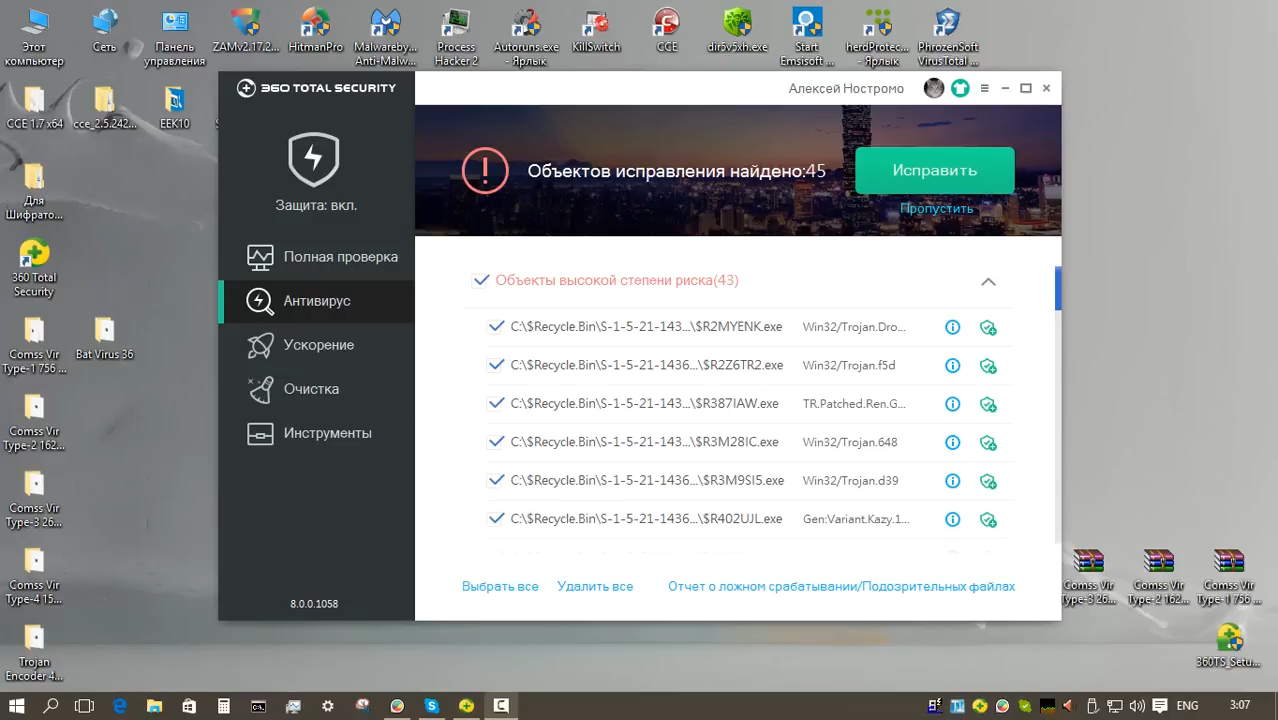 Этот
компьютер
Сеть
Панель
управления
ZAMv2.17.2...
HitmanPro
Malwareby...
Anti-Malw...
Process
Hacker 2
Autoruns.exe
- Ярлык
KillSwitch
CCE
dir5v5xh.exe
Start
Emsisoft ...
herdProtec...
- Ярлык
PhrozenSoft
VirusTotal ...
CCE 1.7 x64
cce_2.5.242...
EEK10
Для
Шифрато...
360 Total
Security
Comss Vir
Type-1 756 ...
Bat Virus 36
Comss Vir
Type-2 162...
Comss Vir
Type-3 26...
Comss Vir
Type-4 15...
Trojan
Encoder 4...
360 TOTAL SECURITY
Защита: вкл.
Полная проверка
Антивирус
Ускорение
Очистка
Инструменты
8.0.0.1058
Алексей Ностромо
Объектов исправления найдено:45
Исправить
Пропустить
Объекты высокой степени риска(43)
C:\$Recycle.Bin\S-1-5-21-143...\$R2MYENK.exe Win32/Trojan.Dro...
C:\$Recycle.Bin\S-1-5-21-1436...\$R2Z6TR2.exe Win32/Trojan.f5d
C:\$Recycle.Bin\S-1-5-21-143...\$R387IAW.exe TR.Patched.Ren.G...
C:\$Recycle.Bin\S-1-5-21-143...\$R3M28IC.exe Win32/Trojan.648
C:\$Recycle.Bin\S-1-5-21-1436...\$R3M9SI5.exe Win32/Trojan.d39
C:\$Recycle.Bin\S-1-5-21-1436...\$R402UJL.exe Gen:Variant.Kazy.1...
Выбрать все Удалить все Отчет о ложном срабатывании/Подозрительных файлах
Comss Vir
Type-3 26...
Comss Vir
Type-2 162...
Comss Vir
Type-1 756 ...
360TS_Setu...
ENG 3:07